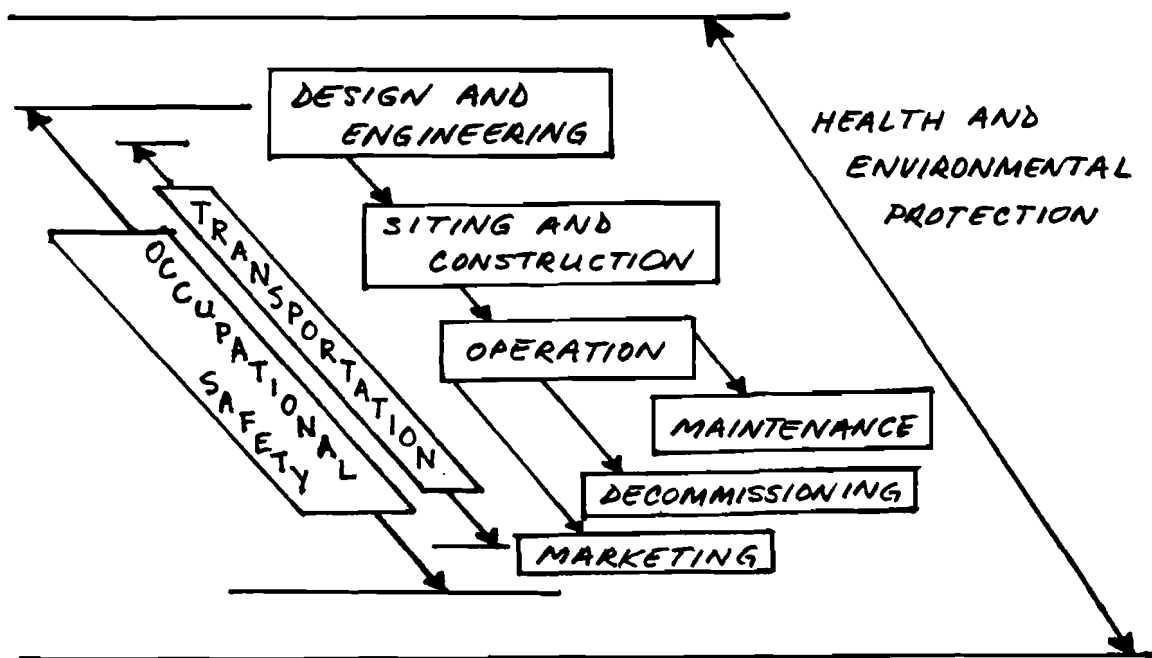 DESIGN AND
ENGINEERING
HEALTH AND
ENVIRONMENTAL
PROTECTION
TRANSPORTATION
SITING AND
CONSTRUCTION
OCCUPATIONAL
SAFETY
OPERATION
MAINTENANCE
DECOMMISSIONING
MARKETING